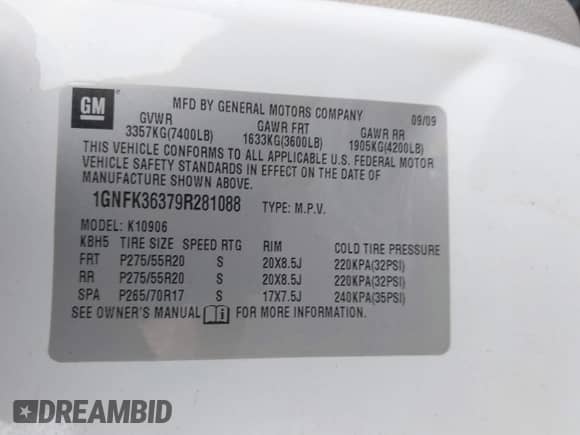 GM
MFD BY GENERAL MOTORS COMPANY 09/09
GVWR GAWR FRT GAWR RR
3357KG(7400LB) 1633KG(3600LB) 1905KG(4200LB)
THIS VEHICLE CONFORMS TO ALL APPLICABLE U.S. FEDERAL MOTOR
VEHICLE SAFETY STANDARDS IN EFFECT ON THE DATE OF
MANUFACTURE SHOWN ABOVE.
1GNFK36379R281088 TYPE: M.P.V.
MODEL: K10906
KBH5 TIRE SIZE SPEED RTG RIM COLD TIRE PRESSURE
FRT P275/55R20 S 20X8.5J 220KPA(32PSI)
RR P275/55R20 S 20X8.5J 220KPA(32PSI)
SPA P265/70R17 S 17X7.5J 240KPA(35PSI)
SEE OWNER'S MANUAL FOR MORE INFORMATION.
DREAMBID